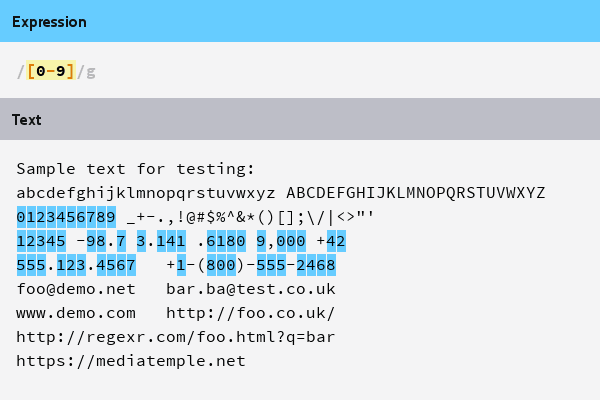 Expression
/[0-9]/g
Text
Sample text for testing:
abcdefghijklmnopqrstuvwxyz ABCDEFGHIJKLMNOPQRSTUVWXYZ
0123456789 _+-.,!@#$%^&*()[];\/|<>"'
12345 -98.7 3.141 .6180 9,000 +42
555.123.4567   +1-(800)-555-2468
foo@demo.net   bar.ba@test.co.uk
www.demo.com   http://foo.co.uk/
http://regexr.com/foo.html?q=bar
https://mediatemple.net